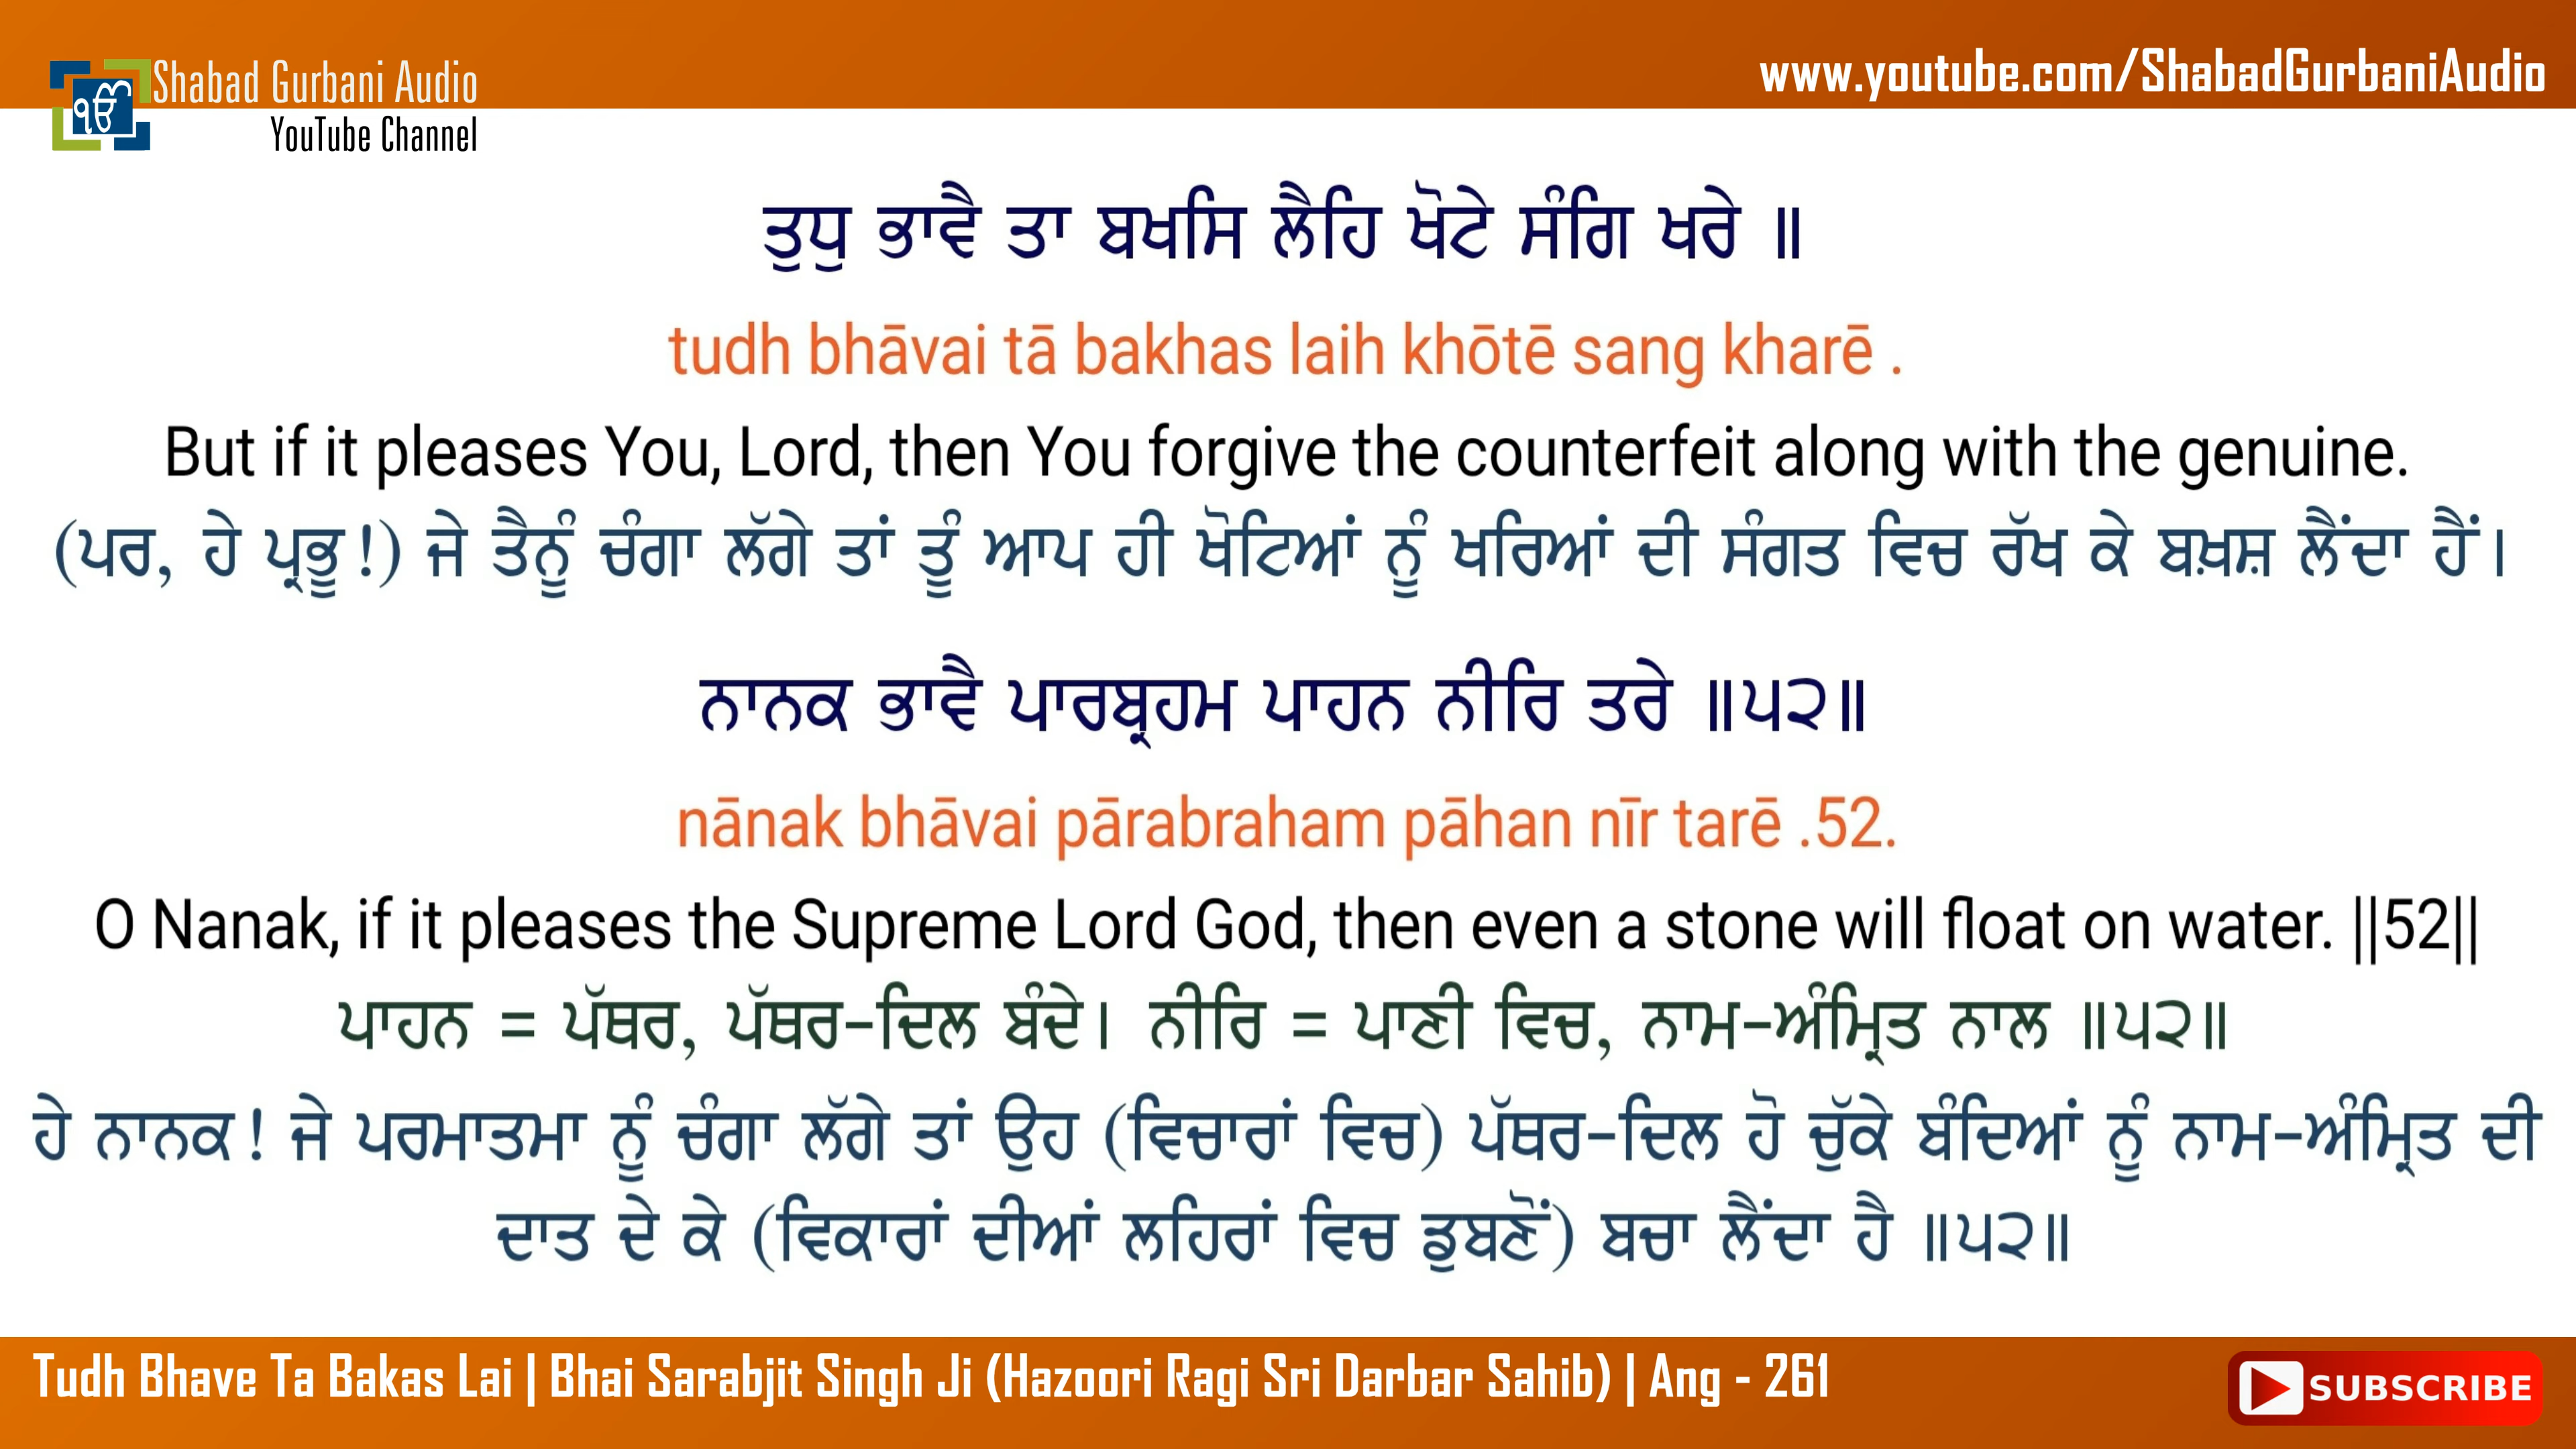 Shabad Gurbani Audio
YouTube Channel
www.youtube.com/ShabadGurbaniAudio
ੴ
ਤੁਧੁ ਭਾਵੈ ਤਾ ਬਖਸਿ ਲੈਹਿ ਖੋਟੇ ਸੰਗਿ ਖਰੇ ॥
tudh bhāvai tā bakhas laih khōtē sang kharē .
But if it pleases You, Lord, then You forgive the counterfeit along with the genuine.
(ਪਰ, ਹੇ ਪ੍ਰਭੂ!) ਜੇ ਤੈਨੂੰ ਚੰਗਾ ਲੱਗੇ ਤਾਂ ਤੂੰ ਆਪ ਹੀ ਖੋਟਿਆਂ ਨੂੰ ਖਰਿਆਂ ਦੀ ਸੰਗਤ ਵਿਚ ਰੱਖ ਕੇ ਬਖ਼ਸ਼ ਲੈਂਦਾ ਹੈਂ।
ਨਾਨਕ ਭਾਵੈ ਪਾਰਬ੍ਰਹਮ ਪਾਹਨ ਨੀਰਿ ਤਰੇ ॥੫੨॥
nānak bhāvai pārabraham pāhan nīr tarē .52.
O Nanak, if it pleases the Supreme Lord God, then even a stone will float on water. ||52||
ਪਾਹਨ = ਪੱਥਰ, ਪੱਥਰ-ਦਿਲ ਬੰਦੇ। ਨੀਰਿ = ਪਾਣੀ ਵਿਚ, ਨਾਮ-ਅੰਮ੍ਰਿਤ ਨਾਲ ॥੫੨॥
ਹੇ ਨਾਨਕ! ਜੇ ਪਰਮਾਤਮਾ ਨੂੰ ਚੰਗਾ ਲੱਗੇ ਤਾਂ ਉਹ (ਵਿਚਾਰਾਂ ਵਿਚ) ਪੱਥਰ-ਦਿਲ ਹੋ ਚੁੱਕੇ ਬੰਦਿਆਂ ਨੂੰ ਨਾਮ-ਅੰਮ੍ਰਿਤ ਦੀ
ਦਾਤ ਦੇ ਕੇ (ਵਿਕਾਰਾਂ ਦੀਆਂ ਲਹਿਰਾਂ ਵਿਚ ਡੁਬਣੋਂ) ਬਚਾ ਲੈਂਦਾ ਹੈ ॥੫੨॥
Tudh Bhave Ta Bakas Lai | Bhai Sarabjit Singh Ji (Hazoori Ragi Sri Darbar Sahib) | Ang - 261
SUBSCRIBE